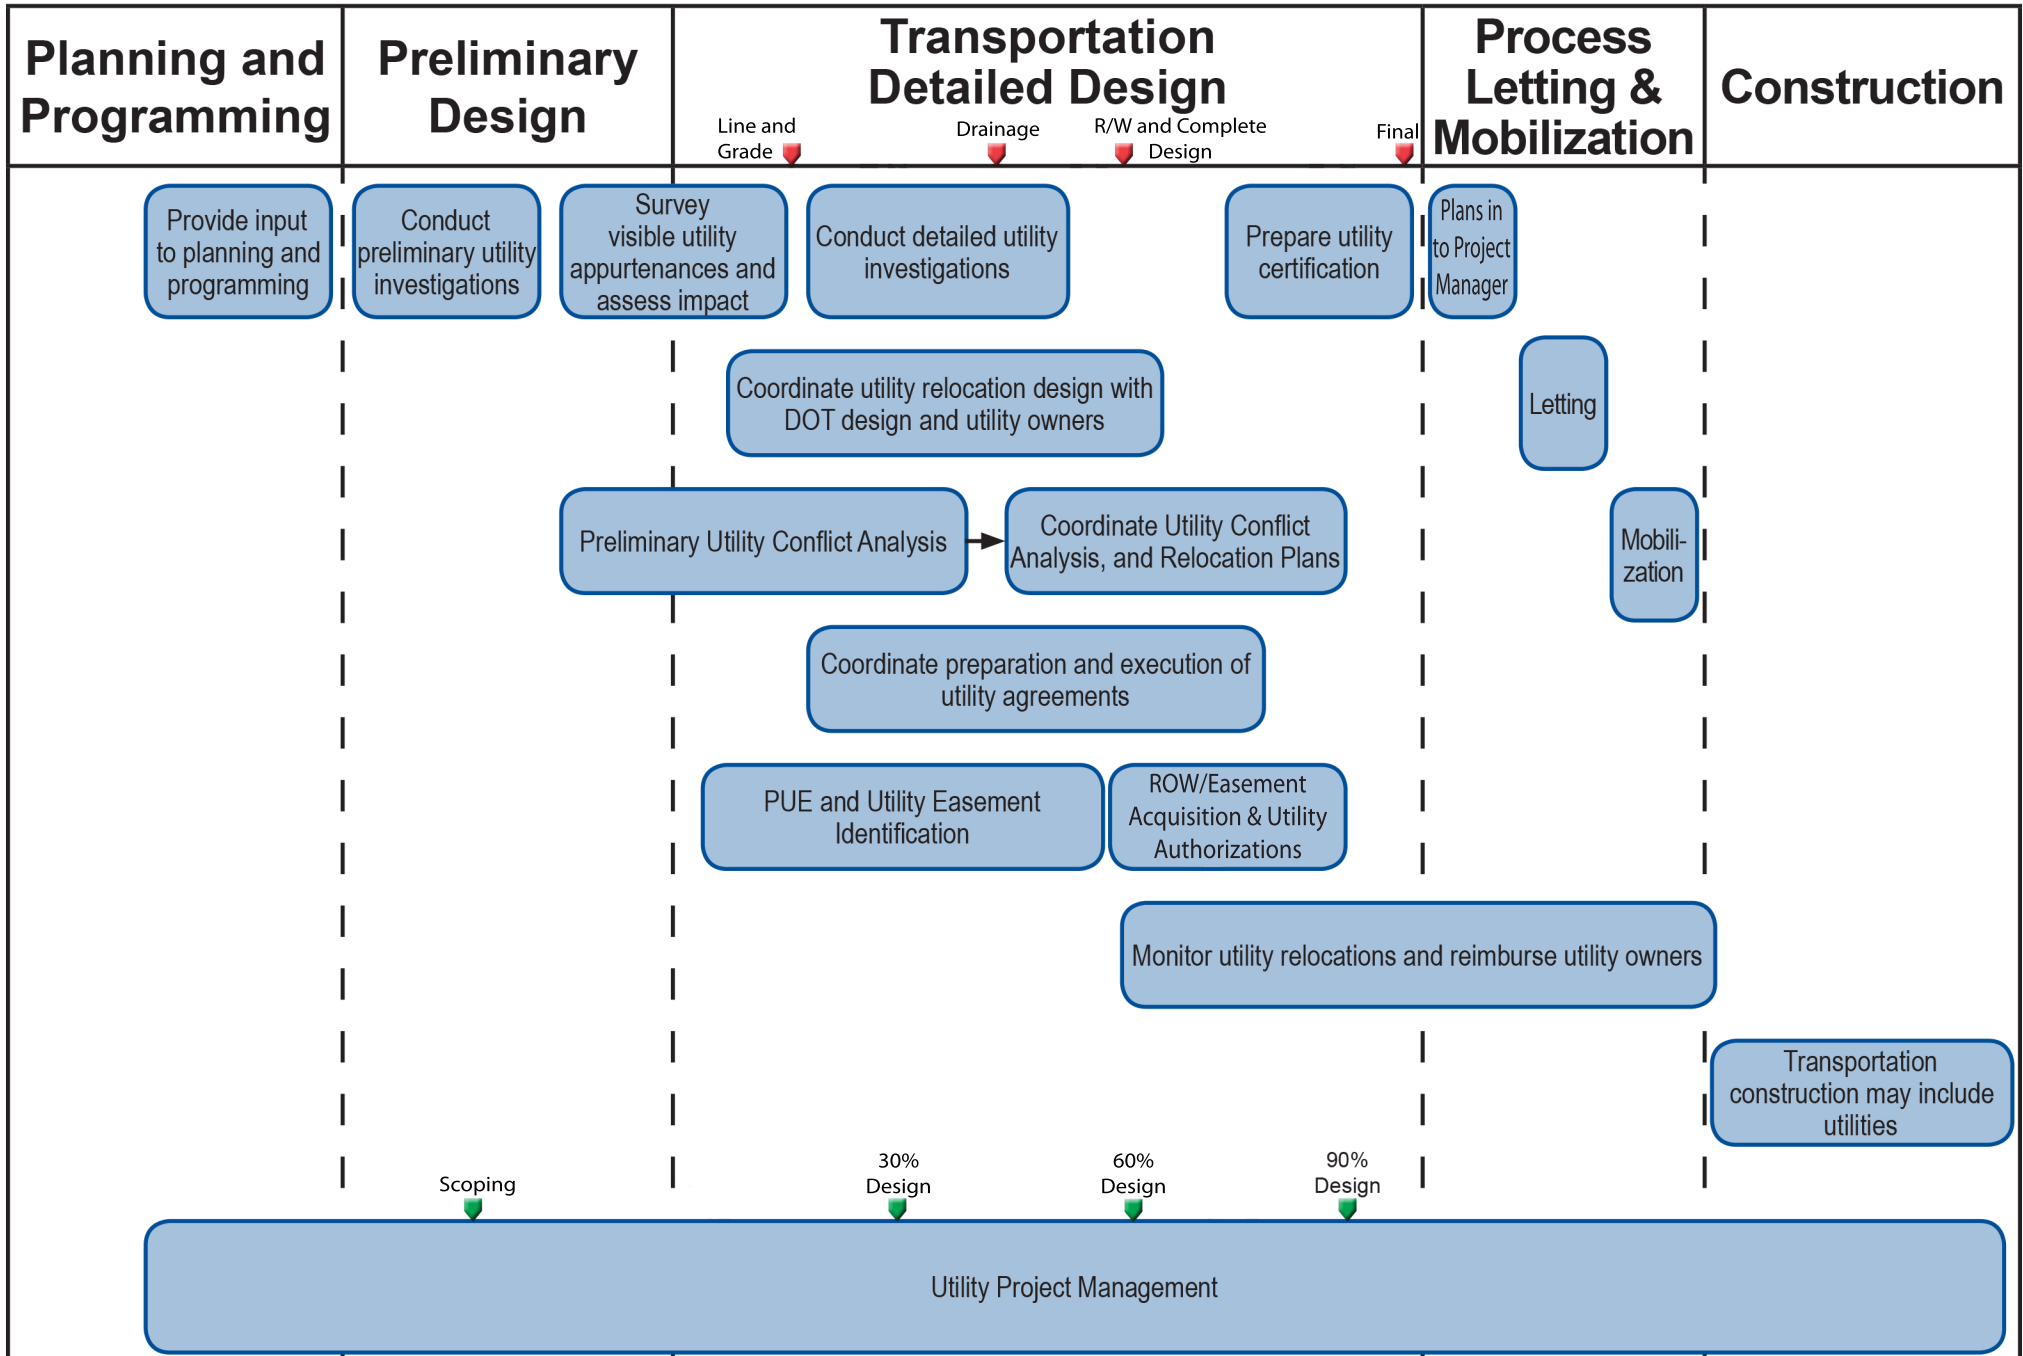 Planning and
Programming
Preliminary
Design
Transportation
Detailed Design
Process
Letting &
Mobilization
Construction
Line and
Grade
Drainage
R/W and Complete
Design
Final
Provide input
to planning and
programming
Conduct
preliminary utility
investigations
Survey
visible utility
appurtenances and
assess impact
Conduct detailed utility
investigations
Prepare utility
certification
Plans in
to Project
Manager
Coordinate utility relocation design with
DOT design and utility owners
Letting
Preliminary Utility Conflict Analysis
Coordinate Utility Conflict
Analysis, and Relocation Plans
Mobili-
zation
Coordinate preparation and execution of
utility agreements
PUE and Utility Easement
Identification
ROW/Easement
Acquisition & Utility
Authorizations
Monitor utility relocations and reimburse utility owners
Transportation
construction may include
utilities
Scoping
30%
Design
60%
Design
90%
Design
Utility Project Management